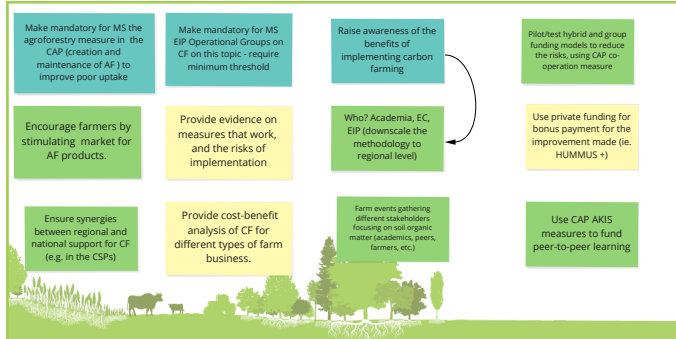 Make mandatory for MS the
agroforestry measure in the
CAP (creation and
maintenance of AF ) to
improve poor uptake
Make mandatory for MS
EIP Operational Groups on
CF on this topic - require
minimum threshold
Raise awareness of the
benefits of
implementing carbon
farming
Pilot/test hybrid and group
funding models to reduce
the risks, using CAP co-
operation measure
Encourage farmers by
stimulating market for
AF products.
Provide evidence on
measures that work,
and the risks of
implementation
Who? Academia, EC,
EIP (downscale the
methodology to
regional level)
Use private funding for
bonus payment for the
improvement made (ie.
HUMMUS +)
Ensure synergies
between regional and
national support for CF
(e.g. in the CSPs)
Provide cost-benefit
analysis of CF for
different types of farm
business.
Farm events gathering
different stakeholders
focusing on soil organic
matter (academics, peers,
farmers, etc.)
Use CAP AKIS
measures to fund
peer-to-peer learning